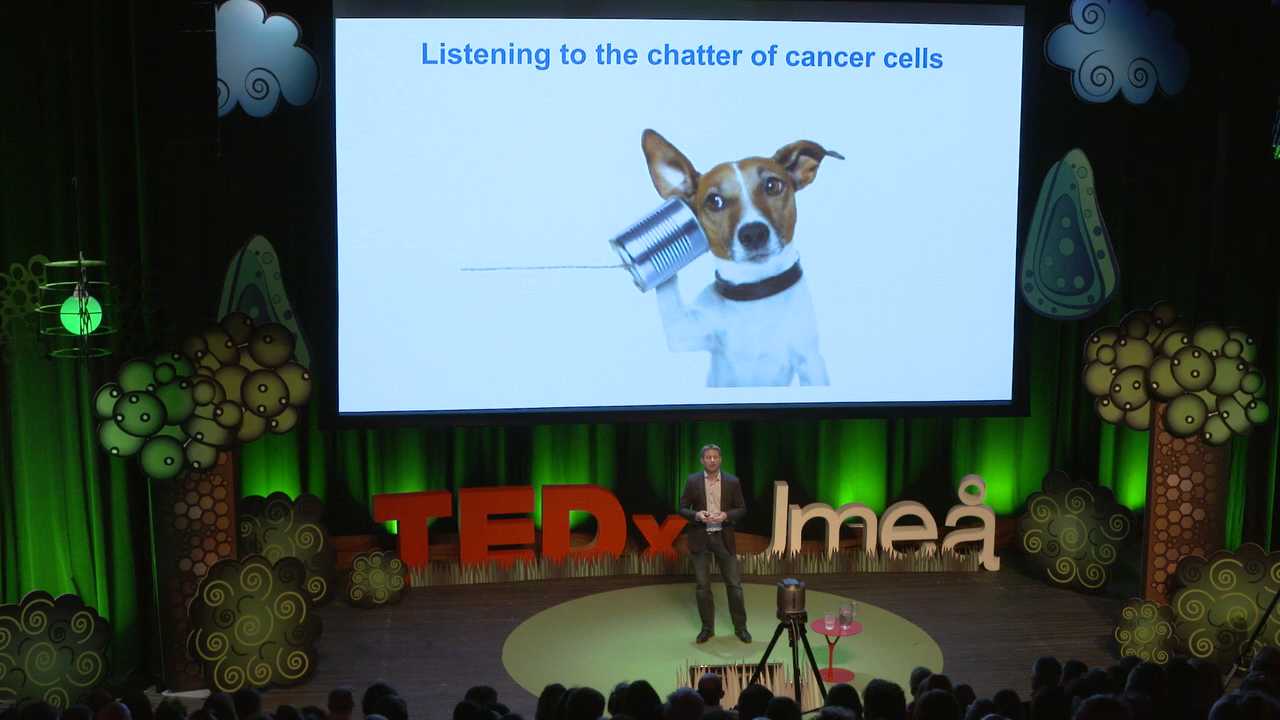 Listening to the chatter of cancer cells
TEDx Umeå